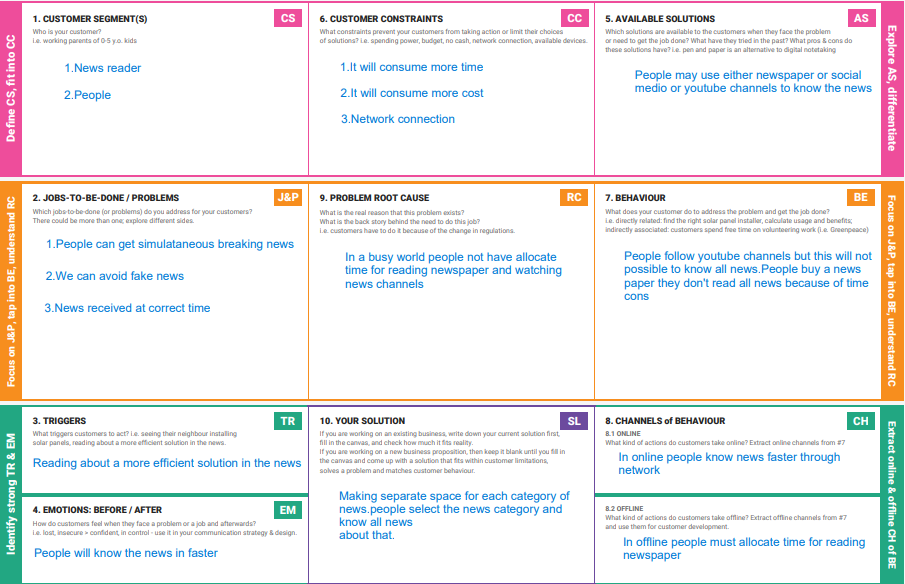 Define CS, fit into CC
1. CUSTOMER SEGMENT(S)
CS
Who is your customer?
i.e. working parents of 0-5 y.o. kids
1.News reader
2.People
6. CUSTOMER CONSTRAINTS
CC
What constraints prevent your customers from taking action or limit their choices
of solutions? i.e. spending power, budget, no cash, network connection, available devices.
1.It will consume more time
2.It will consume more cost
3.Network connection
5. AVAILABLE SOLUTIONS
AS
Which solutions are available to the customers when they face the problem
or need to get the job done? What have they tried in the past? What pros & cons do
these solutions have? i.e. pen and paper is an alternative to digital notetaking
People may use either newspaper or social
medio or youtube channels to know the news
Explore AS, differentiate
Focus on J&P, tap into BE, understand RC
2. JOBS-TO-BE-DONE / PROBLEMS
J&P
Which jobs-to-be-done (or problems) do you address for your customers?
There could be more than one; explore different sides.
1.People can get simulataneous breaking news
2.We can avoid fake news
3.News received at correct time
9. PROBLEM ROOT CAUSE
RC
What is the real reason that this problem exists?
What is the back story behind the need to do this job?
i.e. customers have to do it because of the change in regulations.
In a busy world people not have allocate
time for reading newspaper and watching
news channels
7. BEHAVIOUR
BE
What does your customer do to address the problem and get the job done?
i.e. directly related: find the right solar panel installer, calculate usage and benefits;
indirectly associated: customers spend free time on volunteering work (i.e. Greenpeace)
People follow youtube channels but this will not
possible to know all news.People buy a news
paper they don't read all news because of time
cons
Focus on J&P, tap into BE, understand RC
Identify strong TR & EM
3. TRIGGERS
TR
What triggers customers to act? i.e. seeing their neighbour installing
solar panels, reading about a more efficient solution in the news.
Reading about a more efficient solution in the news
4. EMOTIONS: BEFORE / AFTER
EM
How do customers feel when they face a problem or a job and afterwards?
i.e. lost, insecure > confident, in control - use it in your communication strategy & design.
People will know the news in faster
10. YOUR SOLUTION
SL
If you are working on an existing business, write down your current solution first,
fill in the canvas, and check how much it fits reality.
If you are working on a new business proposition, then keep it blank until you fill in
the canvas and come up with a solution that fits within customer limitations,
solves a problem and matches customer behaviour.
Making separate space for each category of
news.people select the news category and
know all news
about that.
8. CHANNELS of BEHAVIOUR
CH
8.1 ONLINE
What kind of actions do customers take online? Extract online channels from #7
In online people know news faster through
network
8.2 OFFLINE
What kind of actions do customers take offline? Extract offline channels from #7
and use them for customer development.
In offline people must allocate time for reading
newspaper
Extract online & offline CH of BE